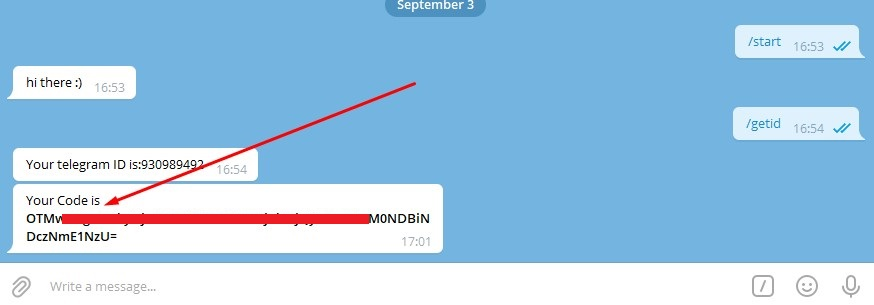 September 3
/start 16:53
hi there :) 16:53
/getid 16:54
Your telegram ID is:930989492 16:54
Your Code is
OTMw M0NDBiN
DczNmE1NzU= 17:01
Write a message...